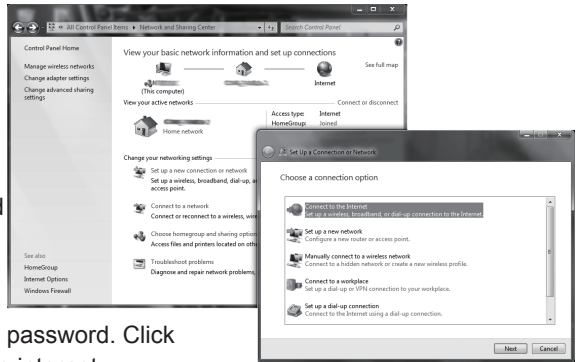 All Control Panel Items
Network and Sharing Center
Search Control Panel
Control Panel Home
Manage wireless networks
Change adapter settings
Change advanced sharing
settings
See also
HomeGroup
Internet Options
Windows Firewall
View your basic network information and set up connections
See full map
(This computer)
Internet
View your active networks
Connect or disconnect
Home network
Access type: Internet
HomeGroup: Joined
Change your networking settings
Set up a new connection or network
Set up a wireless, broadband, dial-up, a
access point.
Connect to a network
Connect or reconnect to a wireless, wire
Choose homegroup and sharing option
Access files and printers located on othe
Troubleshoot problems
Diagnose and repair network problems,
Set Up a Connection or Network
Choose a connection option
Connect to the Internet
Set up a wireless, broadband, or dial-up connection to the Internet.
Set up a new network
Configure a new router or access point.
Manually connect to a wireless network
Connect to a hidden network or create a new wireless profile.
Connect to a workplace
Set up a dial-up or VPN connection to your workplace.
Set up a dial-up connection
Connect to the Internet using a dial-up connection.
Next
Cancel
password. Click